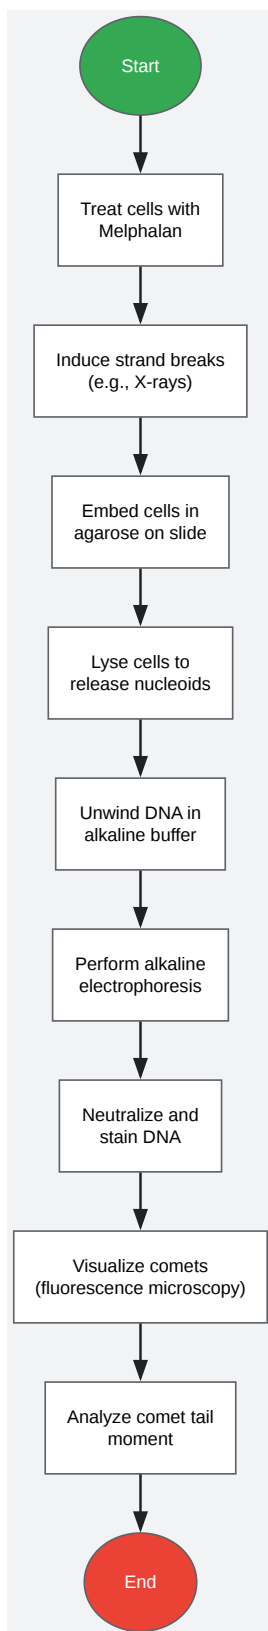 Start
Treat cells with
Melphalan
Induce strand breaks
(e.g., X-rays)
Embed cells in
agarose on slide
Lyse cells to
release nucleoids
Unwind DNA in
alkaline buffer
Perform alkaline
electrophoresis
Neutralize and
stain DNA
Visualize comets
(fluorescence microscopy)
Analyze comet tail
moment
End